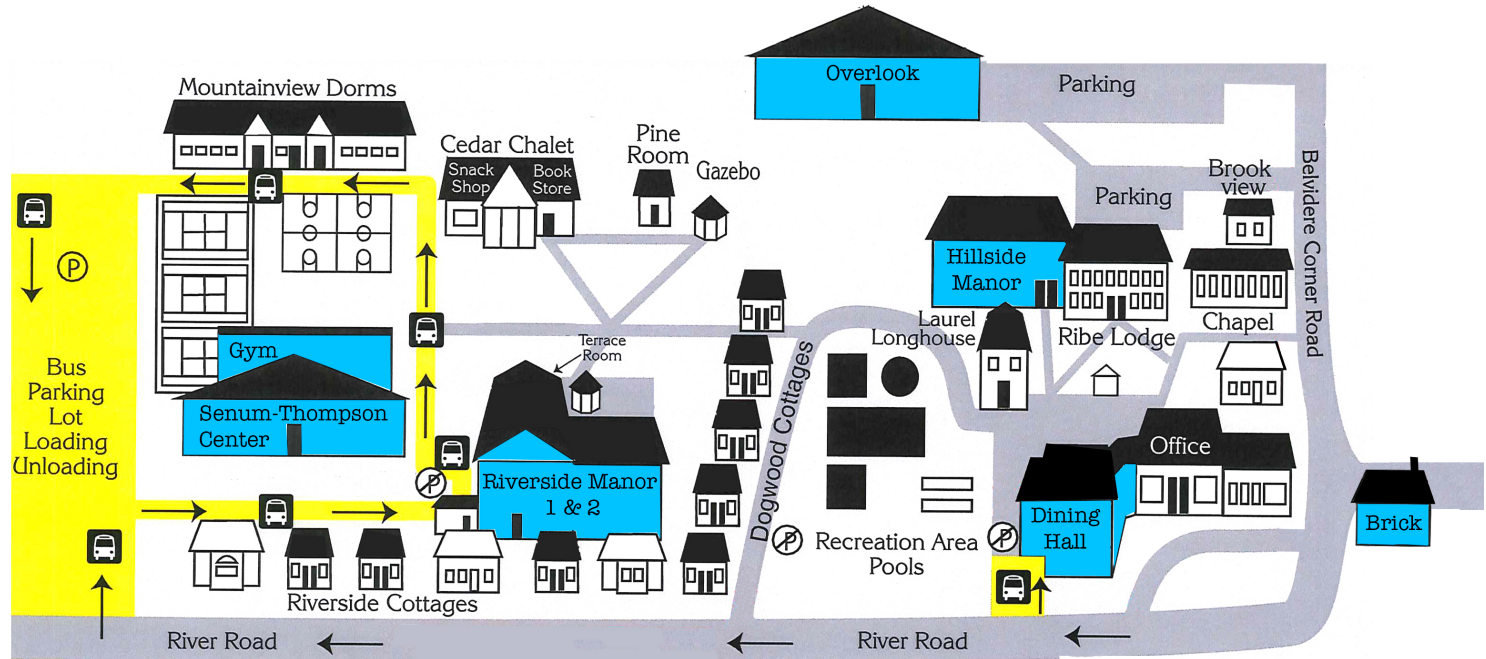 Overlook
Parking
Mountainview Dorms
Cedar Chalet
Snack
Shop
Book
Store
Pine
Room
Gazebo
Parking
Brook
view
Belvidere Corner Road
P
Hillside
Manor
Laurel
Longhouse
Ribe Lodge
Chapel
Terrace
Room
Gym
Bus
Parking
Lot
Loading
Unloading
Senum-Thompson
Center
Dogwood Cottages
Office
P
Riverside Manor
1 & 2
Dining
Hall
Brick
P
Recreation Area
Pools
P
Riverside Cottages
River Road
River Road